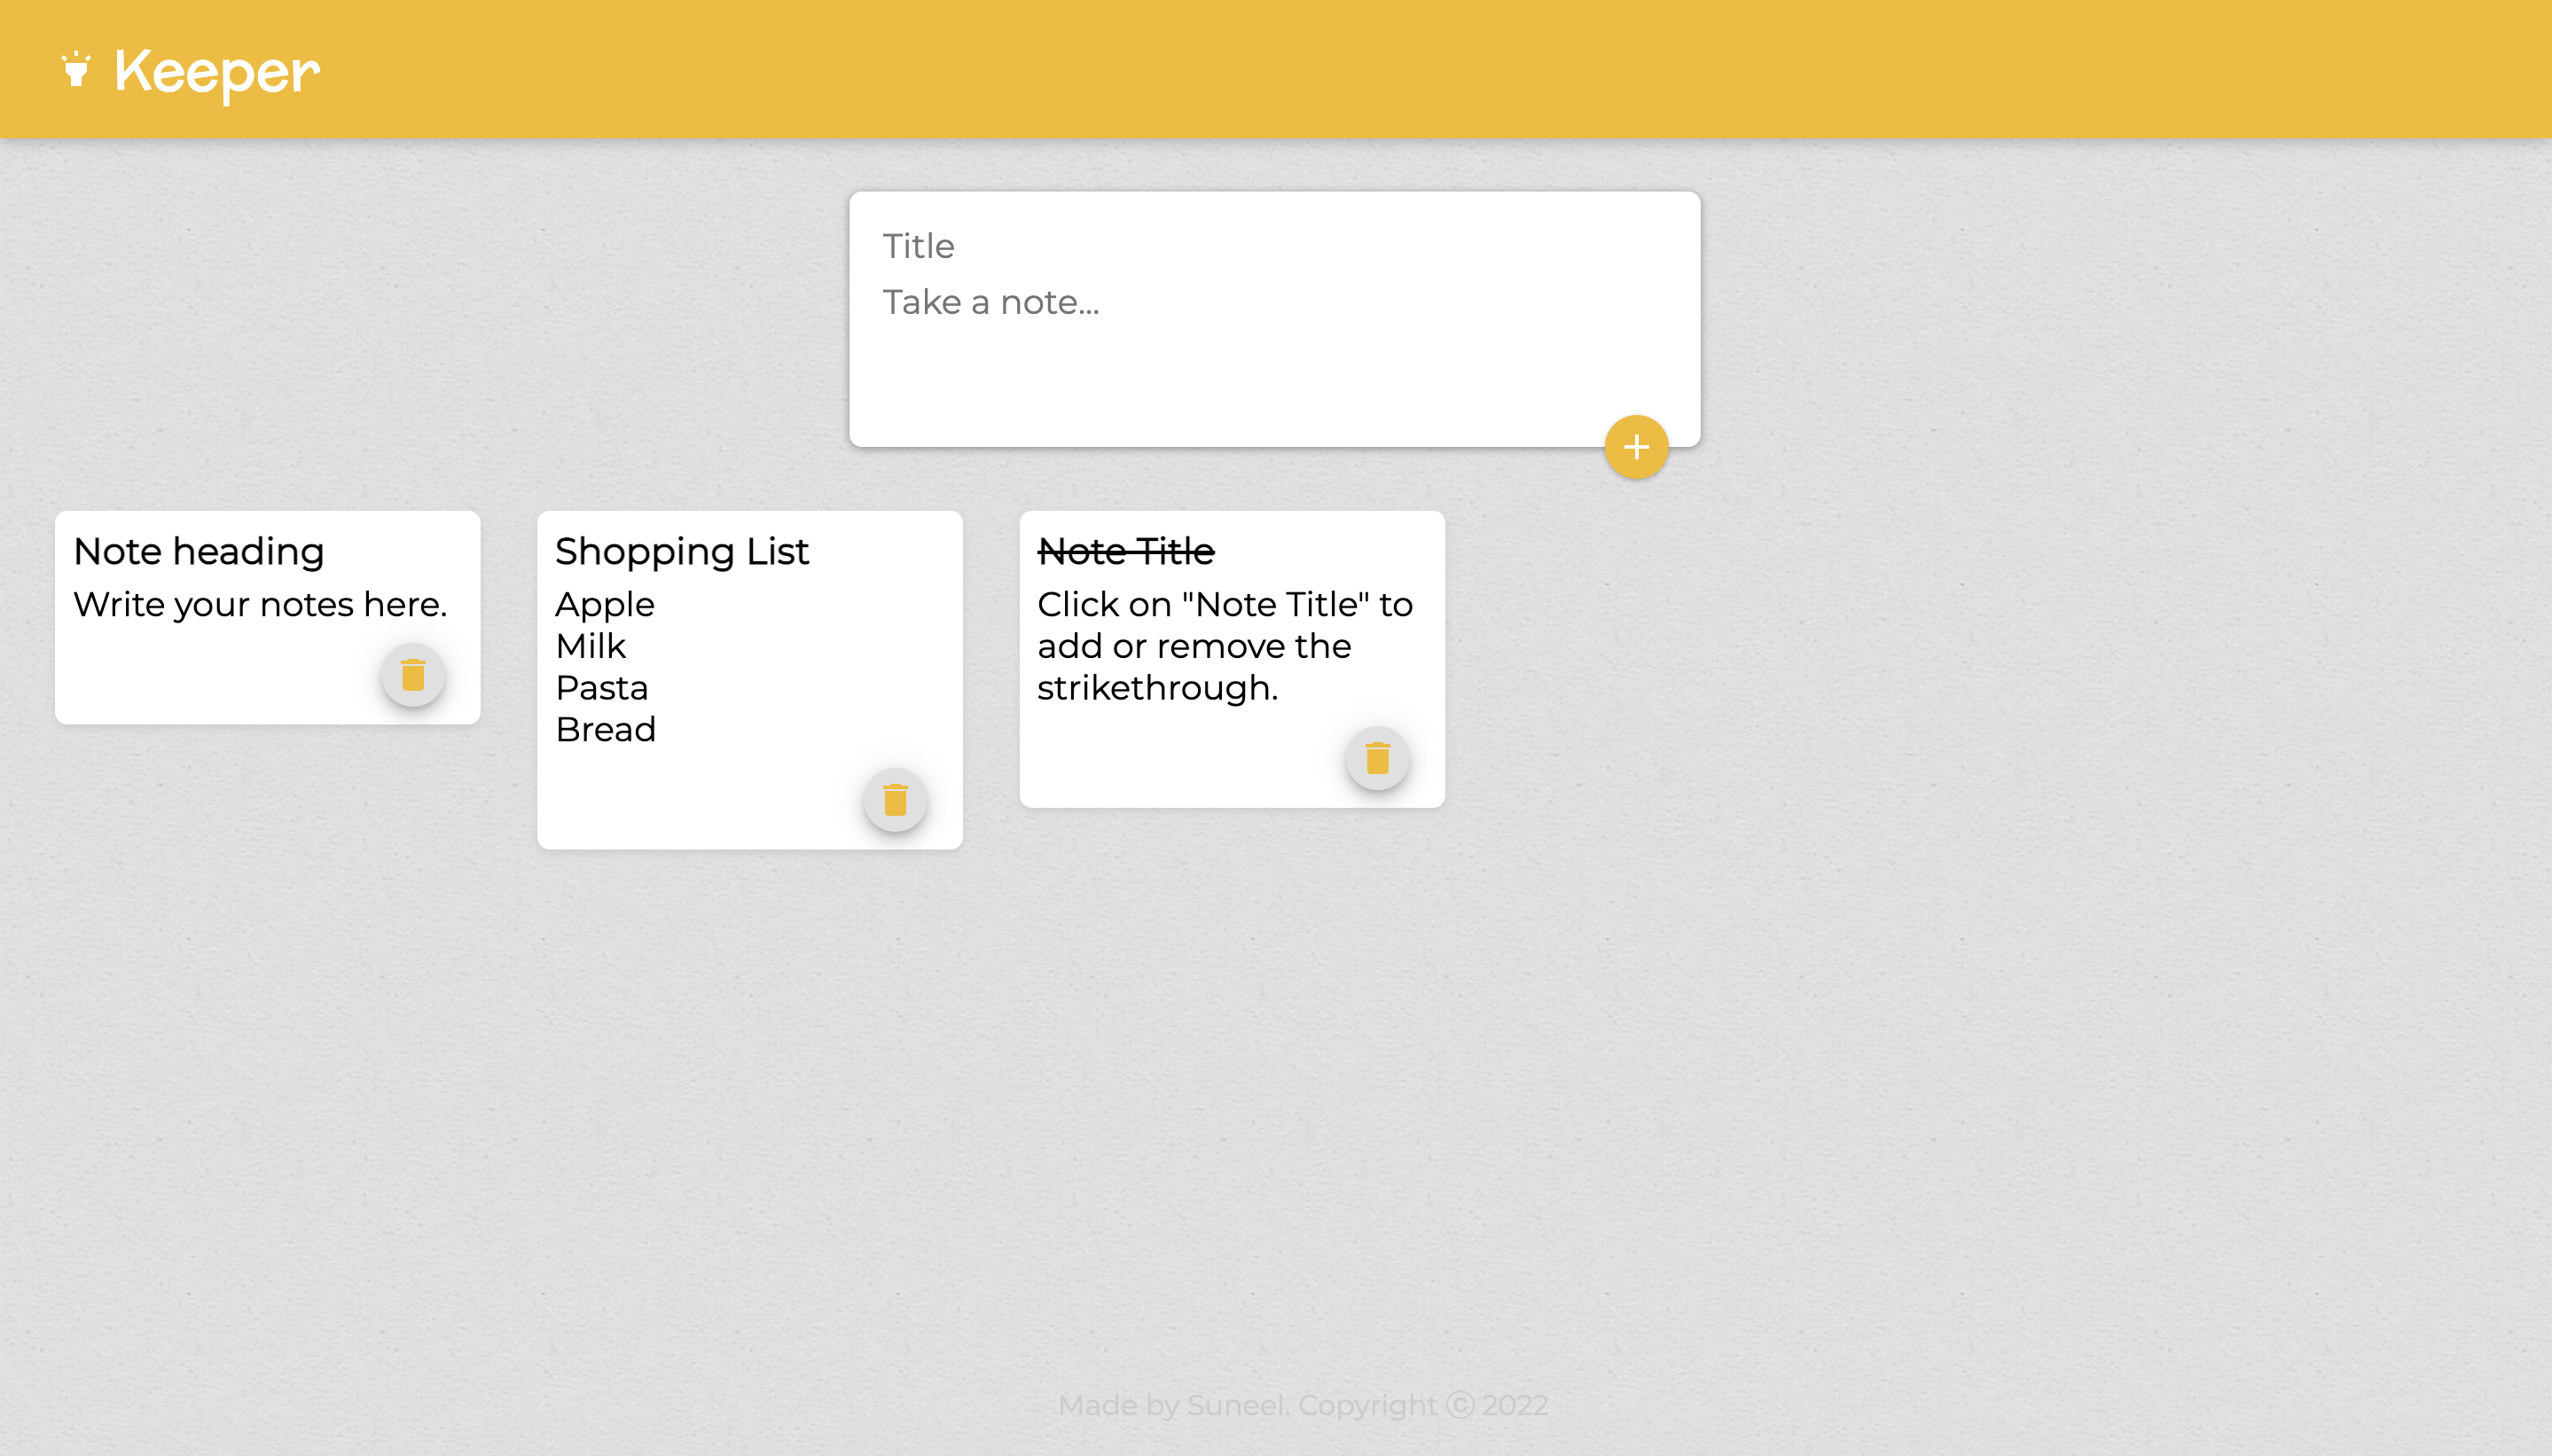 Keeper
Title
Take a note...
Note heading
Write your notes here.
Shopping List
Apple
Milk
Pasta
Bread
Note Title
Click on "Note Title" to
add or remove the
strikethrough.
Made by Suneel. Copyright ⓒ 2022